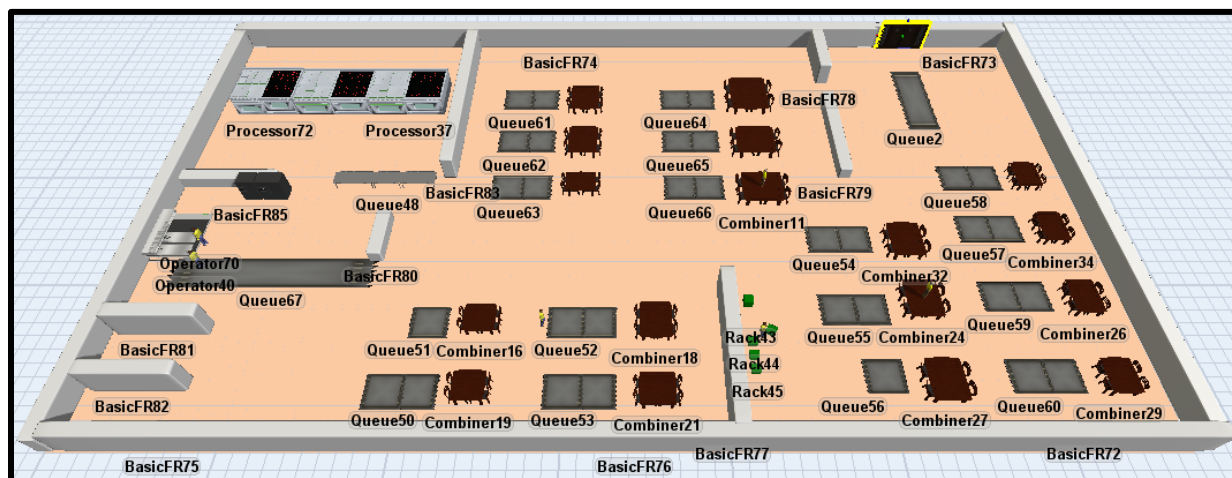 BasicFR74
BasicFR73
BasicFR78
Queue61
Queue64
Processor72
Processor37
Queue2
Queue62
Queue65
BasicFR83
BasicFR79
Queue48
Queue58
BasicFR85
Queue63
Queue66
Combiner11
Queue57
Operator70
Queue54
Combiner34
BasicFR80
Combiner32
Operator40
Queue67
Queue59
Combiner26
Rack43
Queue55
Combiner24
Queue51
Combiner16
Queue52
BasicFR81
Combiner18
Rack44
Rack45
BasicFR82
Queue56
Queue60
Combiner29
Queue50
Combiner19
Queue53
Combiner21
Combiner27
BasicFR77
BasicFR72
BasicFR75
BasicFR76